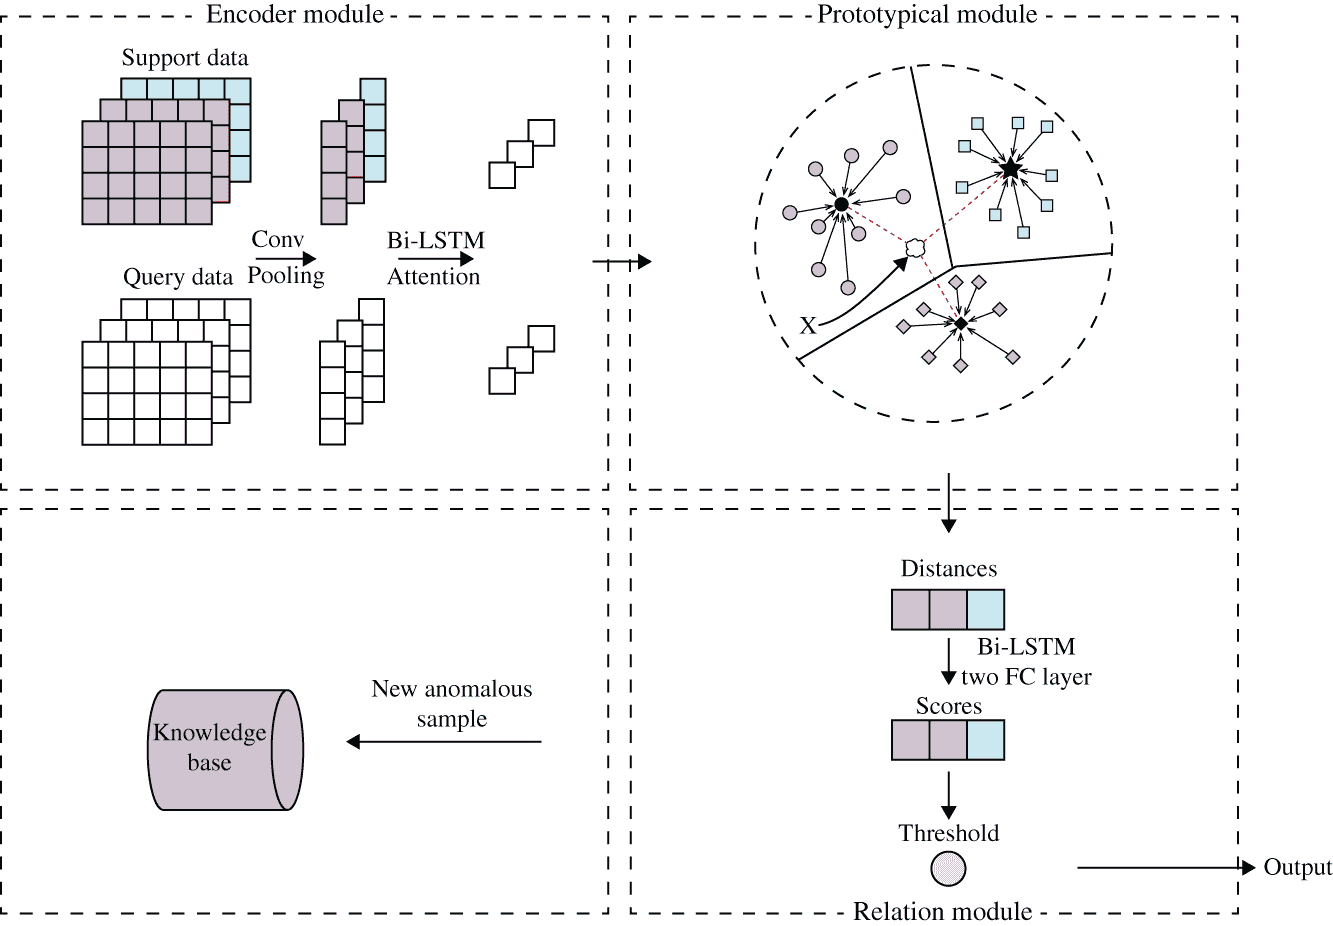 Encoder module
Support data
Conv
Pooling
Bi-LSTM
Attention
Query data
Prototypical module
X
Distances
Bi-LSTM
two FC layer
Scores
Threshold
Output
Relation module
New anomalous
sample
Knowledge
base